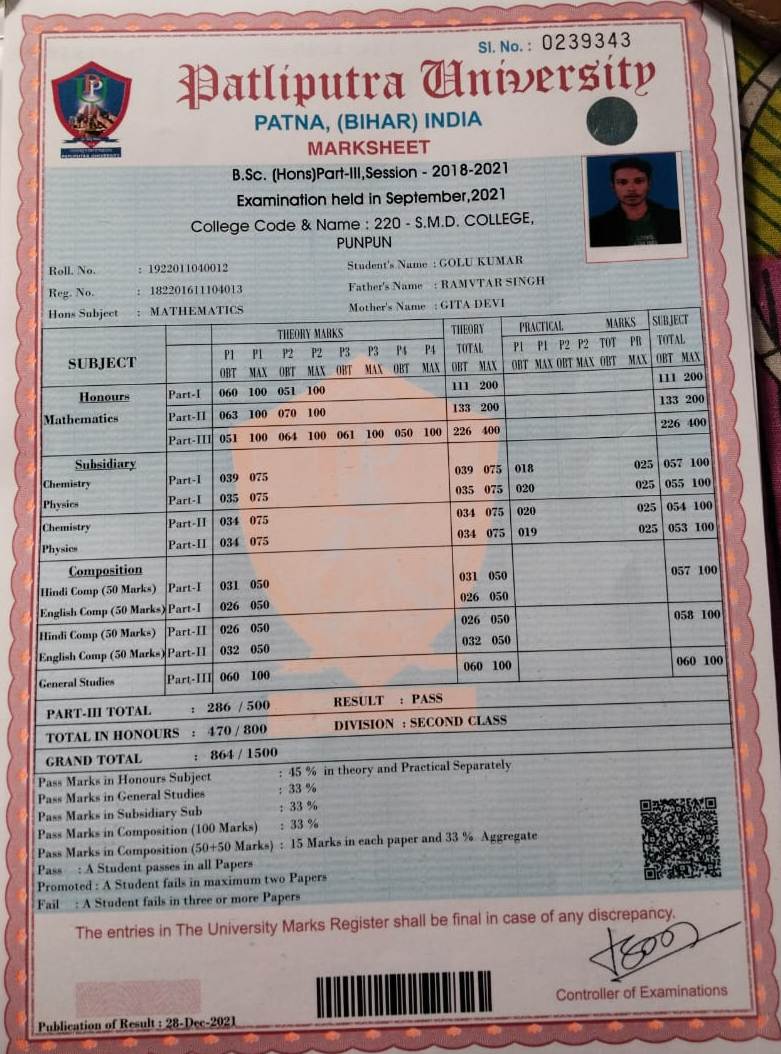 Sl. No. : 0239343
Patliputra University
PATNA, (BIHAR) INDIA
MARKSHEET
B.Sc. (Hons)Part-III,Session - 2018-2021
Examination held in September,2021
College Code & Name : 220 - S.M.D. COLLEGE,
PUNPUN
Roll. No. : 1922011040012 Student's Name : GOLU KUMAR
Reg. No. : 182201611104013 Father's Name : RAMVTAR SINGH
Hons Subject : MATHEMATICS Mother's Name : GITA DEVI
SUBJECT THEORY MARKS THEORY TOTAL PRACTICAL MARKS SUBJECT TOTAL
P1 P1 P2 P2 P3 P3 P4 P4 P1 P1 P2 P2 TOT PR
OBT MAX OBT MAX OBT MAX OBT MAX OBT MAX OBT MAX OBT MAX OBT MAX OBT MAX
Honours Part-I 060 100 051 100 111 200 111 200
Mathematics Part-II 063 100 070 100 133 200 133 200
Part-III 051 100 064 100 061 100 050 100 226 400 226 400
Subsidiary
Chemistry Part-I 039 075 039 075 018 025 057 100
Physics Part-I 035 075 035 075 020 025 055 100
Chemistry Part-II 034 075 034 075 020 025 054 100
Physics Part-II 034 075 034 075 019 025 053 100
Composition
Hindi Comp (50 Marks) Part-I 031 050 031 050 057 100
English Comp (50 Marks) Part-I 026 050 026 050
Hindi Comp (50 Marks) Part-II 026 050 026 050 058 100
English Comp (50 Marks) Part-II 032 050 032 050
General Studies Part-III 060 100 060 100 060 100
PART-III TOTAL : 286 / 500 RESULT : PASS
TOTAL IN HONOURS : 470 / 800 DIVISION : SECOND CLASS
GRAND TOTAL : 864 / 1500
Pass Marks in Honours Subject : 45 % in theory and Practical Separately
Pass Marks in General Studies : 33 %
Pass Marks in Subsidiary Sub : 33 %
Pass Marks in Composition (100 Marks) : 33 %
Pass Marks in Composition (50+50 Marks) : 15 Marks in each paper and 33 % Aggregate
Pass : A Student passes in all Papers
Promoted : A Student fails in maximum two Papers
Fail : A Student fails in three or more Papers
The entries in The University Marks Register shall be final in case of any discrepancy.
Controller of Examinations
Publication of Result : 28-Dec-2021